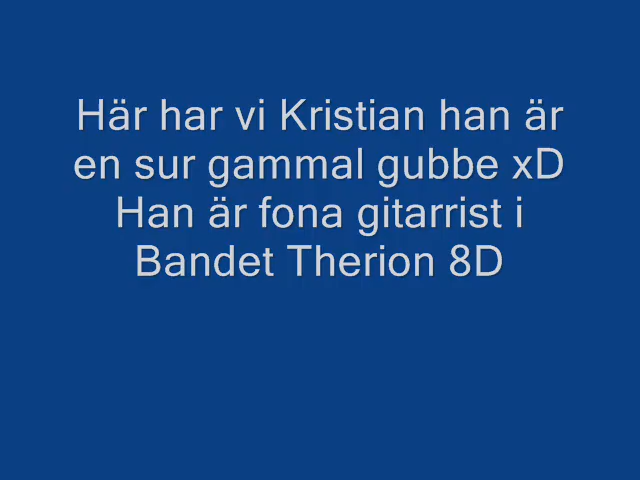 Här har vi Kristian han är
en sur gammal gubbe xD
Han är fona gitarrist i
Bandet Therion 8D